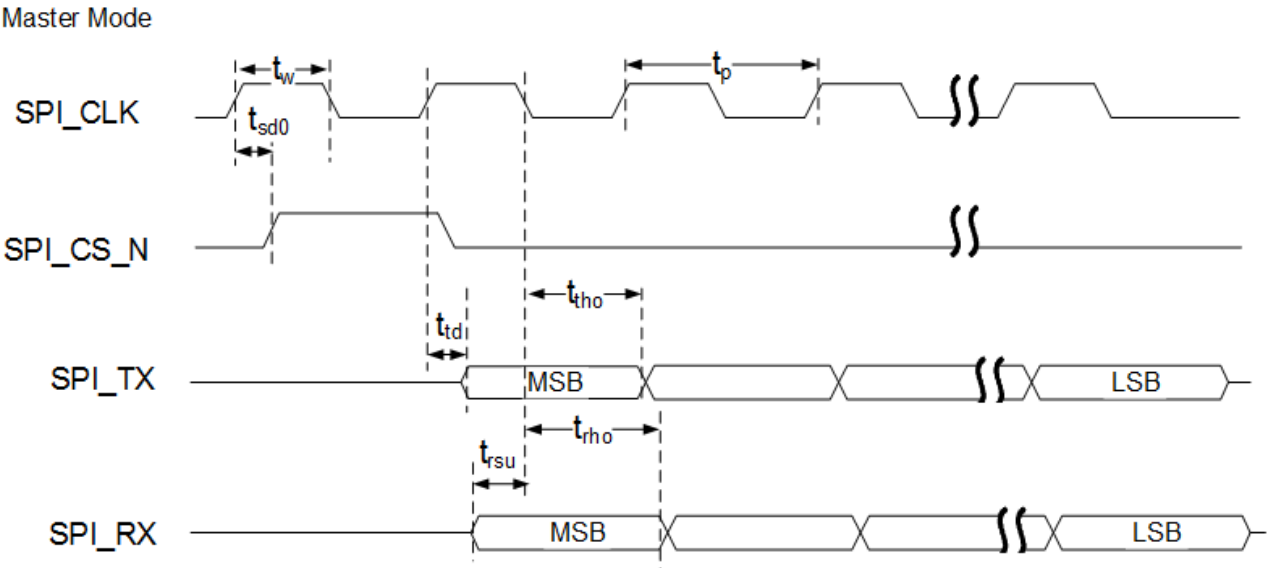 Master Mode
SPI_CLK
tw
tp
tsd0
SPI_CS_N
ttho
ttd
SPI_TX
MSB
LSB
trho
trsu
SPI_RX
MSB
LSB